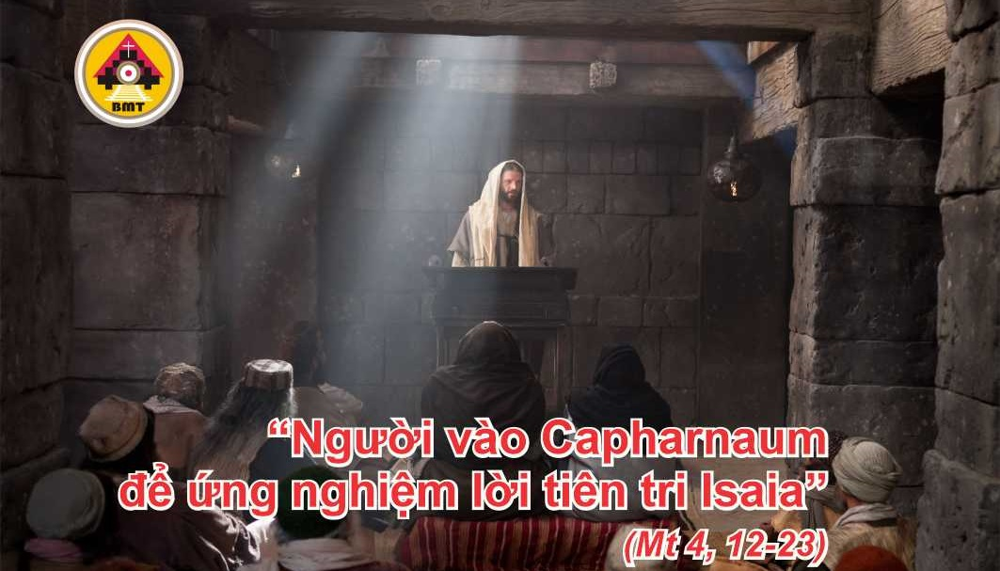 BMT
“Người vào Capharnaum
để ứng nghiệm lời tiên tri Isaia”
(Mt 4, 12-23)